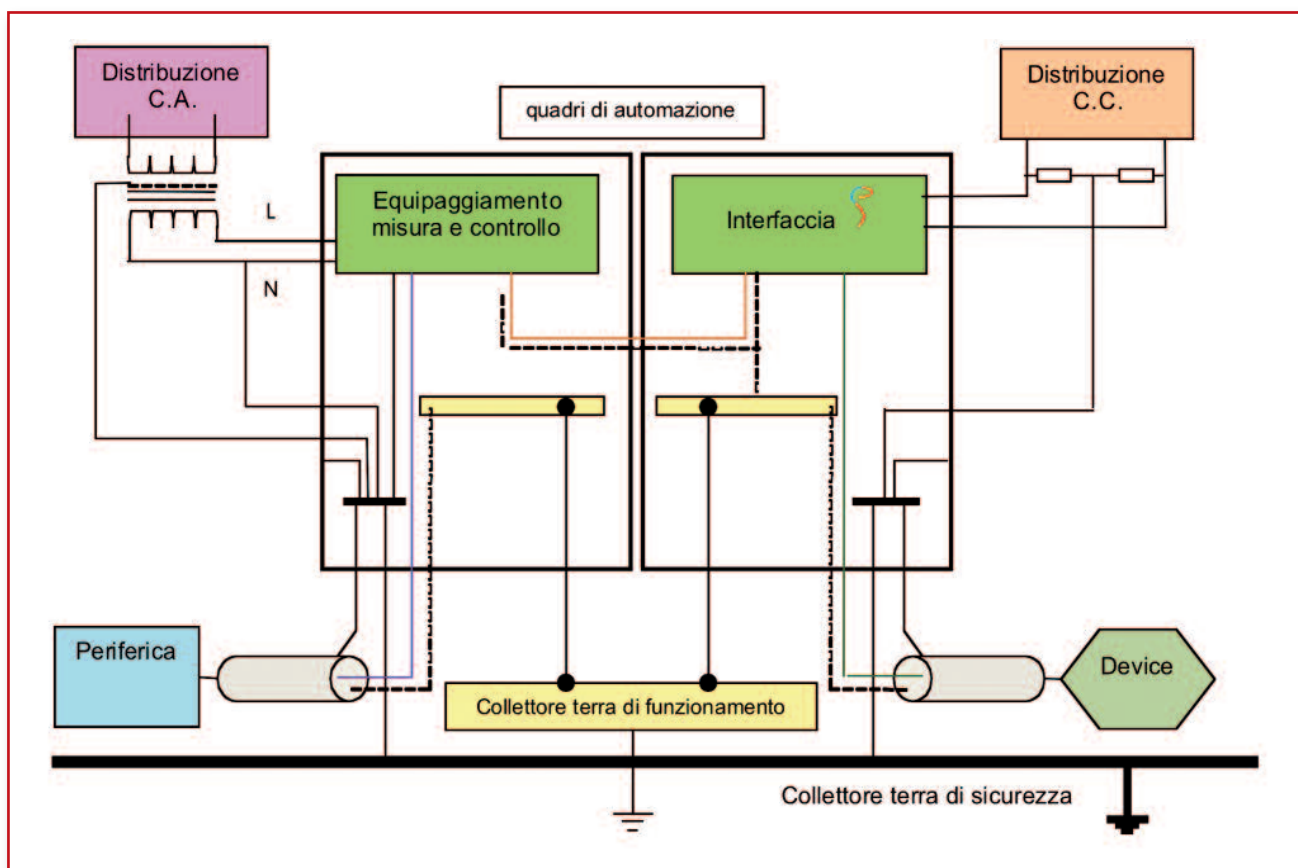 Distribuzione
C.A.
Distribuzione
C.C.
quadri di automazione
Equipaggiamento
misura e controllo
Interfaccia
L
N
Periferica
Device
Collettore terra di funzionamento
Collettore terra di sicurezza